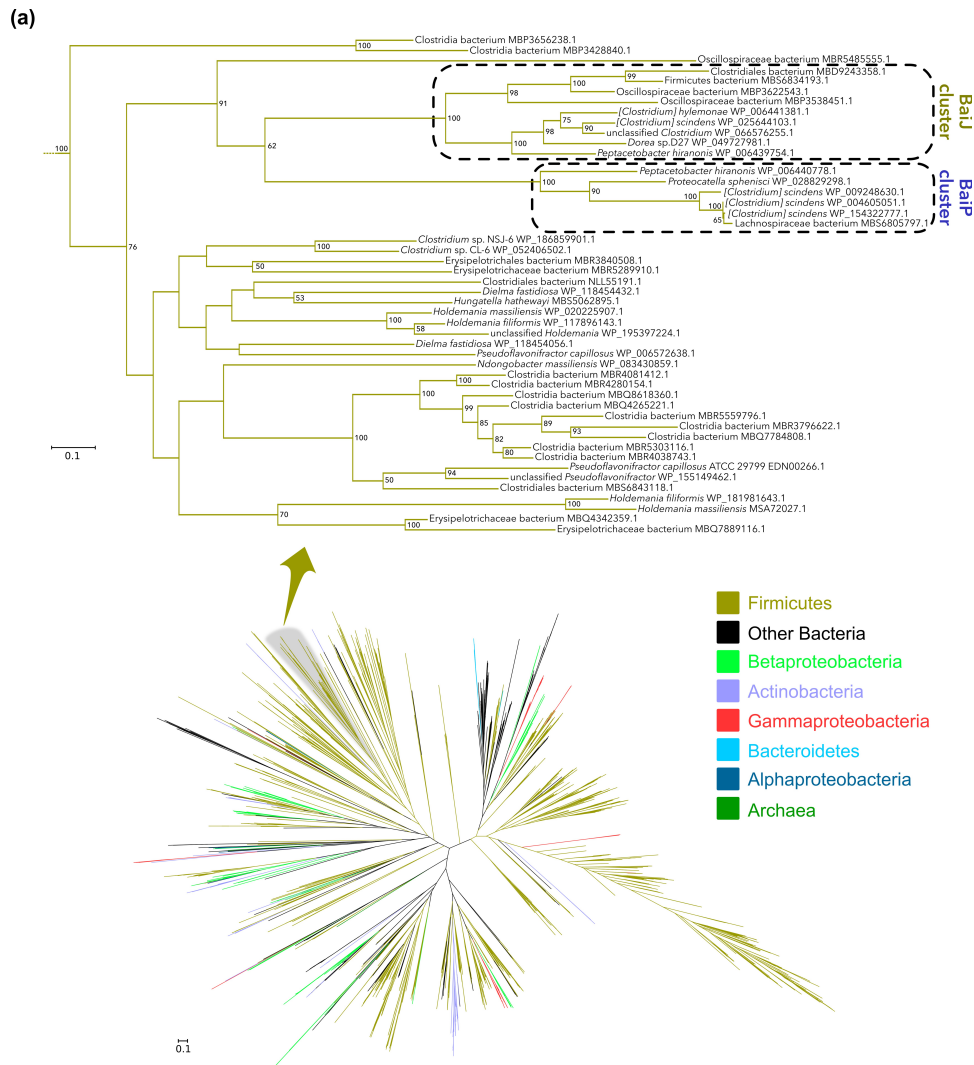 (a)
Clostridia bacterium MBP3656238.1
100
Clostridia bacterium MBP3428840.1
Oscillospiraceae bacterium MBR5485555.1
Clostridiales bacterium MBD9243358.1
99
Firmicutes bacterium MBS6834193.1
100
Oscillospiraceae bacterium MBP3622543.1
98
Oscillospiraceae bacterium MBP3538451.1
91
[Clostridium] hylemonae WP_006441381.1
100
75
[Clostridium] scindens WP_025644103.1
90
unclassified Clostridium WP_066576255.1
98
Dorea sp.D27 WP_049727981.1
100
62
100
Peptacetobacter hiranonis WP_006439754.1
BaiJ
cluster
Peptacetobacter hiranonis WP_006440778.1
100
Proteocatella sphenisci WP_028829298.1
90
[Clostridium] scindens WP_009248630.1
100
[Clostridium] scindens WP_004605051.1
100
[Clostridium] scindens WP_154322777.1
65
Lachnospiraceae bacterium MBS6805797.1
BaiP
cluster
76
Clostridium sp. NSJ-6 WP_186859901.1
100
Clostridium sp. CL-6 WP_052406502.1
Erysipelotrichales bacterium MBR3840508.1
50
Erysipelotrichaceae bacterium MBR5289910.1
Clostridiales bacterium NLL55191.1
Dielma fastidiosa WP_118454432.1
53
Hungatella hathewayi MBS5062895.1
Holdemania massiliensis WP_020225907.1
100
Holdemania filiformis WP_117896143.1
58
unclassified Holdemania WP_195397224.1
Dielma fastidiosa WP_118454056.1
Pseudoflavonifractor capillosus WP_006572638.1
Ndongobacter massiliensis WP_083430859.1
Clostridia bacterium MBR4081412.1
100
Clostridia bacterium MBR4280154.1
100
Clostridia bacterium MBQ8618360.1
99
Clostridia bacterium MBQ4265221.1
Clostridia bacterium MBR5559796.1
85
89
Clostridia bacterium MBR3796622.1
93
Clostridia bacterium MBQ7784808.1
82
100
Clostridia bacterium MBR5303116.1
80
Clostridia bacterium MBR4038743.1
Pseudoflavonifractor capillosus ATCC 29799 EDN00266.1
94
unclassified Pseudoflavonifractor WP_155149462.1
50
Clostridiales bacterium MBS6843118.1
Holdemania filiformis WP_181981643.1
100
Holdemania massiliensis MSA72027.1
70
Erysipelotrichaceae bacterium MBQ4342359.1
100
Erysipelotrichaceae bacterium MBQ7889116.1
0.1
Firmicutes
Other Bacteria
Betaproteobacteria
Actinobacteria
Gammaproteobacteria
Bacteroidetes
Alphaproteobacteria
Archaea
0.1